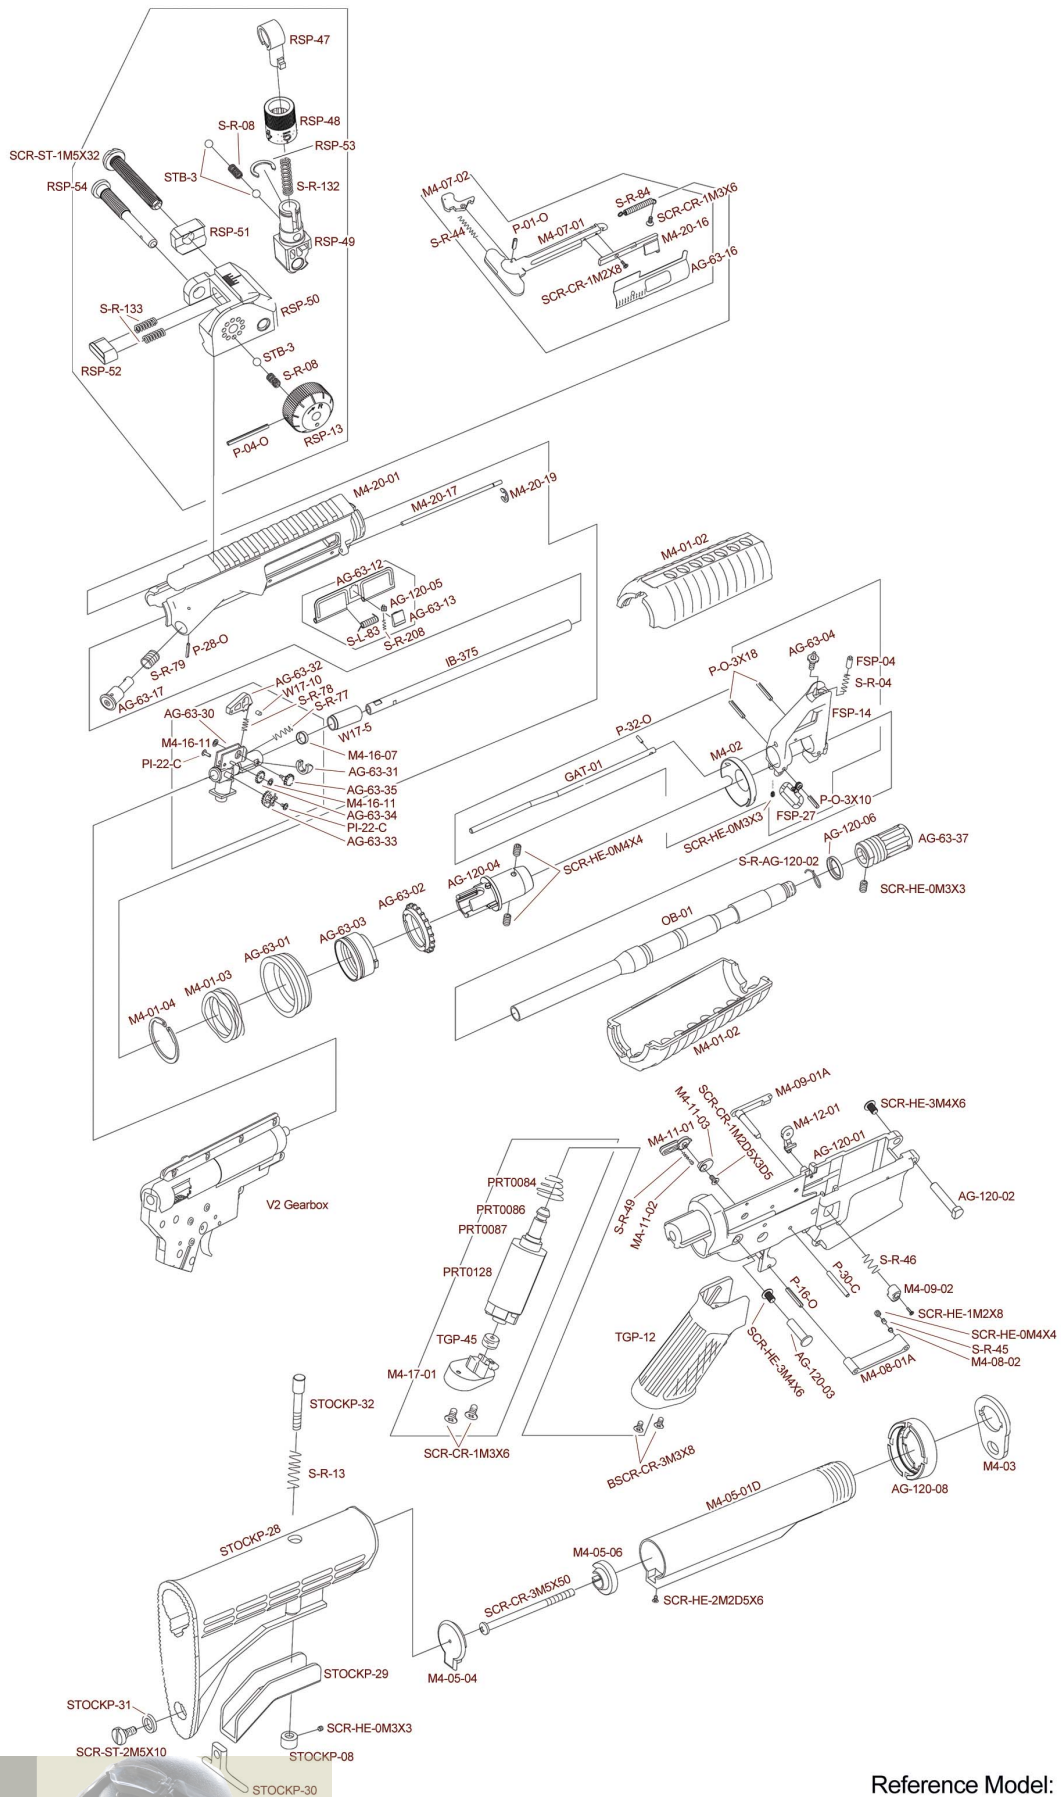 RSP-47
RSP-48
S-R-08
RSP-53
SCR-ST-1M5X32
STB-3
S-R-132
RSP-54
RSP-51
RSP-49
S-R-133
RSP-50
RSP-52
STB-3
S-R-08
P-04-O
RSP-13
M4-07-02
S-R-84
P-01-O
SCR-CR-1M3X6
S-R-44
M4-07-01
M4-20-16
SCR-CR-1M2X8
AG-63-16
M4-20-01
M4-20-17
M4-20-19
M4-01-02
AG-63-12
AG-120-05
AG-63-13
S-L-83
S-R-208
P-28-O
S-R-79
AG-63-17
IB-375
AG-63-32
W17-10
S-R-78
S-R-77
AG-63-30
W17-5
M4-16-11
PI-22-C
M4-16-07
AG-63-31
AG-63-35
M4-16-11
AG-63-34
PI-22-C
AG-63-33
P-O-3X18
AG-63-04
FSP-04
S-R-04
FSP-14
P-32-O
M4-02
GAT-01
SCR-HE-0M3X3
FSP-27
P-O-3X10
SCR-HE-0M4X4
AG-120-06
AG-63-37
S-R-AG-120-02
SCR-HE-0M3X3
AG-120-04
AG-63-02
AG-63-03
AG-63-01
M4-01-03
M4-01-04
OB-01
M4-01-02
V2 Gearbox
PRT0084
PRT0086
PRT0087
PRT0128
TGP-45
M4-17-01
SCR-CR-1M3X6
M4-09-01A
SCR-HE-3M4X6
M4-12-01
SCR-CR-1M2D5X3D5
M4-11-03
M4-11-01
AG-120-01
S-R-49
MA-11-02
AG-120-02
S-R-46
P-30-C
M4-09-02
P-16-O
SCR-HE-1M2X8
SCR-HE-0M4X4
S-R-45
M4-08-02
M4-08-01A
TGP-12
SCR-HE-3M4X6
AG-120-03
BSCR-CR-3M3X8
STOCKP-32
S-R-13
STOCKP-28
M4-03
AG-120-08
M4-05-01D
M4-05-06
SCR-CR-3M5X50
SCR-HE-2M2D5X6
M4-05-04
STOCKP-29
STOCKP-31
SCR-HE-0M3X3
SCR-ST-2M5X10
STOCKP-08
STOCKP-30
Reference Model: